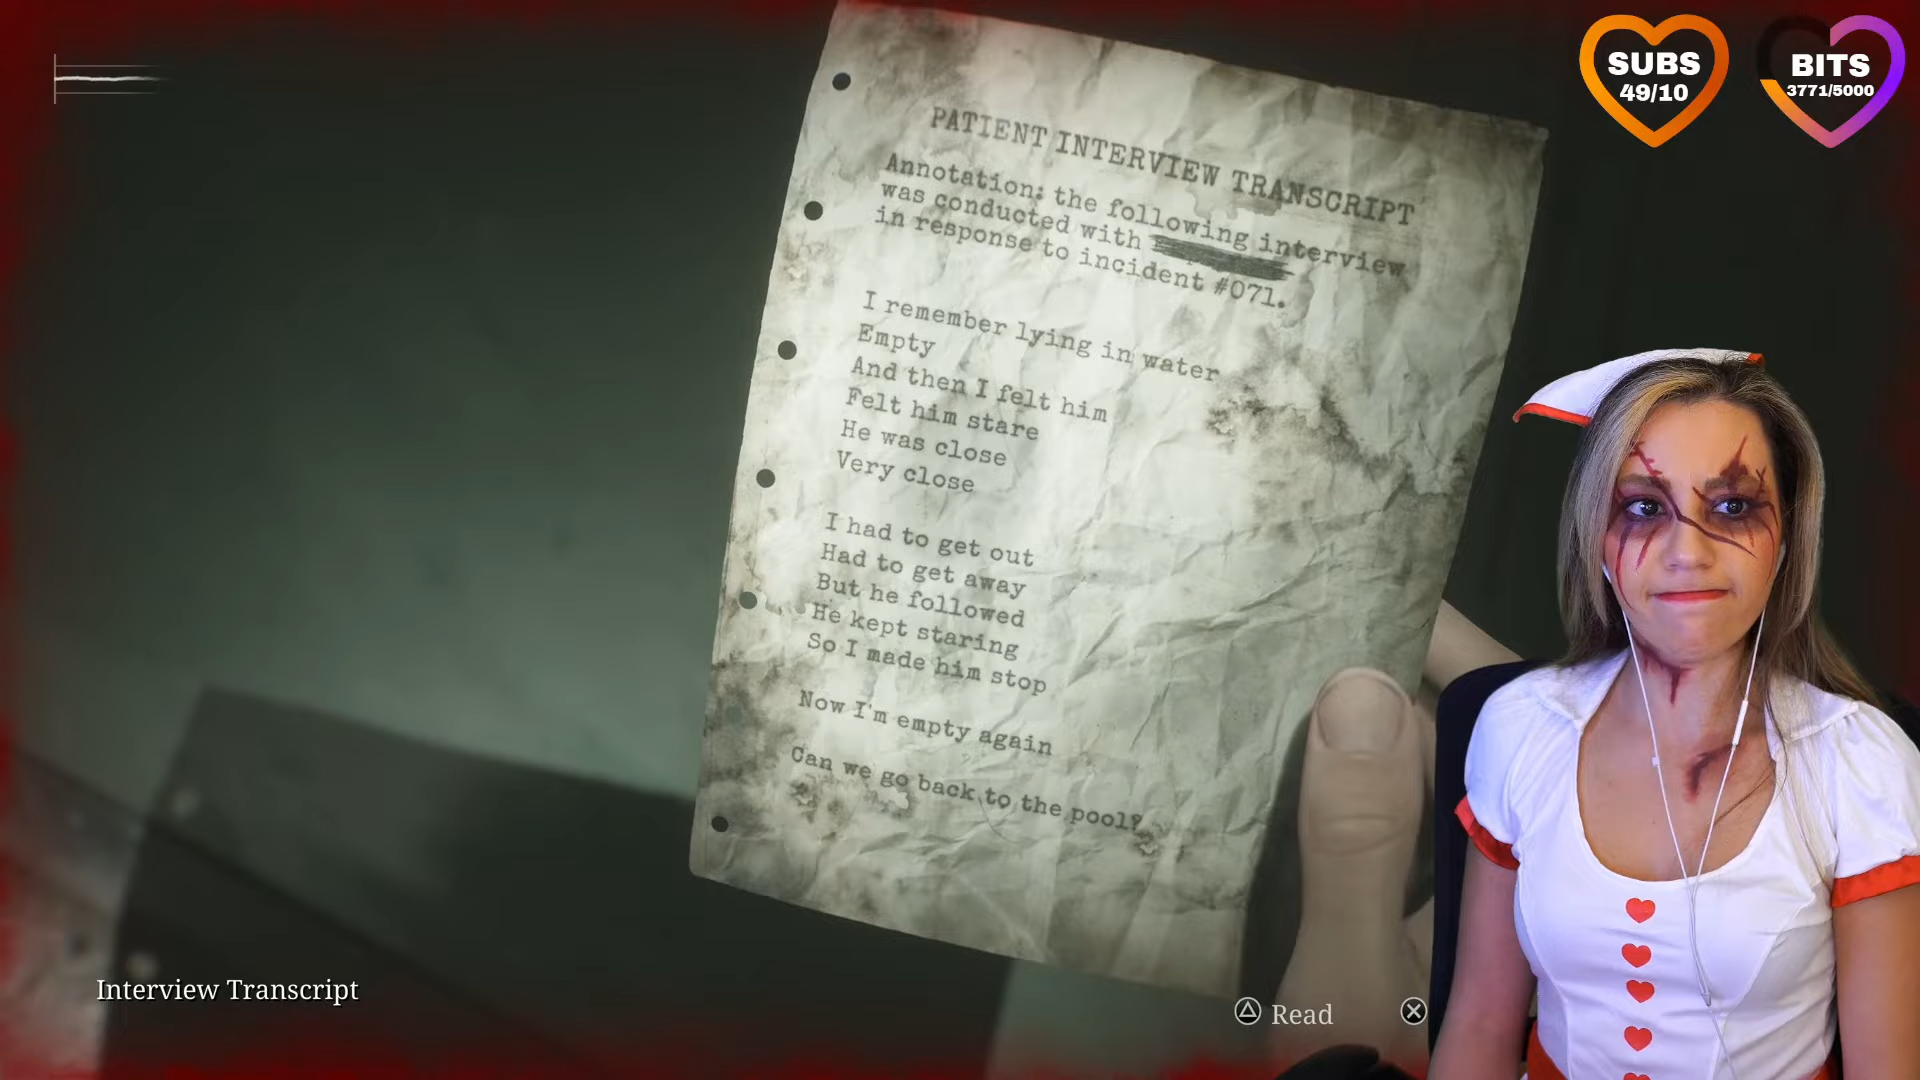 SUBS
49/10
BITS
3771/5000
PATIENT INTERVIEW TRANSCRIPT
Annotation: the following interview
was conducted with
in response to incident #071.
I remember lying in water
Empty
And then I felt him
Felt him stare
He was close
Very close
I had to get out
Had to get away
But he followed
He kept staring
So I made him stop
Now I'm empty again
Can we go back to the pool?
Interview Transcript
Read